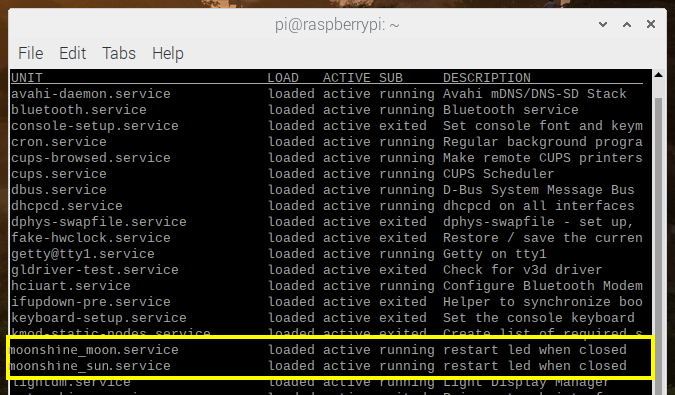 pi@raspberrypi: ~
File Edit Tabs Help
UNIT LOAD ACTIVE SUB DESCRIPTION
avahi-daemon.service loaded active running Avahi mDNS/DNS-SD Stack
bluetooth.service loaded active running Bluetooth service
console-setup.service loaded active exited Set console font and keym
cron.service loaded active running Regular background progra
cups-browsed.service loaded active running Make remote CUPS printers
cups.service loaded active running CUPS Scheduler
dbus.service loaded active running D-Bus System Message Bus
dhcpcd.service loaded active running dhcpcd on all interfaces
dphys-swapfile.service loaded active exited dphys-swapfile - set up,
fake-hwclock.service loaded active exited Restore / save the curren
getty@tty1.service loaded active running Getty on tty1
gldriver-test.service loaded active exited Check for v3d driver
hciuart.service loaded active running Configure Bluetooth Modem
ifupdown-pre.service loaded active exited Helper to synchronize boo
keyboard-setup.service loaded active exited Set the console keyboard
kmod-static-nodes.service loaded active exited Create list of required s
moonshine_moon.service loaded active running restart led when closed
moonshine_sun.service loaded active running restart led when closed
lightdm.service loaded active running Light Display Manager